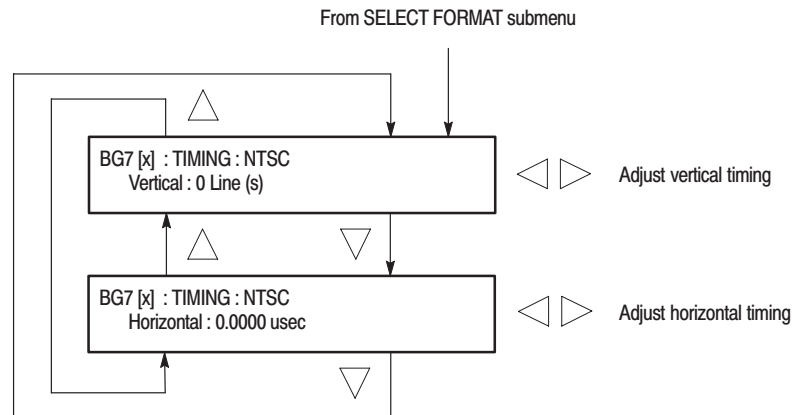 From SELECT FORMAT submenu
BG7 [x] : TIMING : NTSC
Vertical : 0 Line (s)
Adjust vertical timing
BG7 [x] : TIMING : NTSC
Horizontal : 0.0000 usec
Adjust horizontal timing